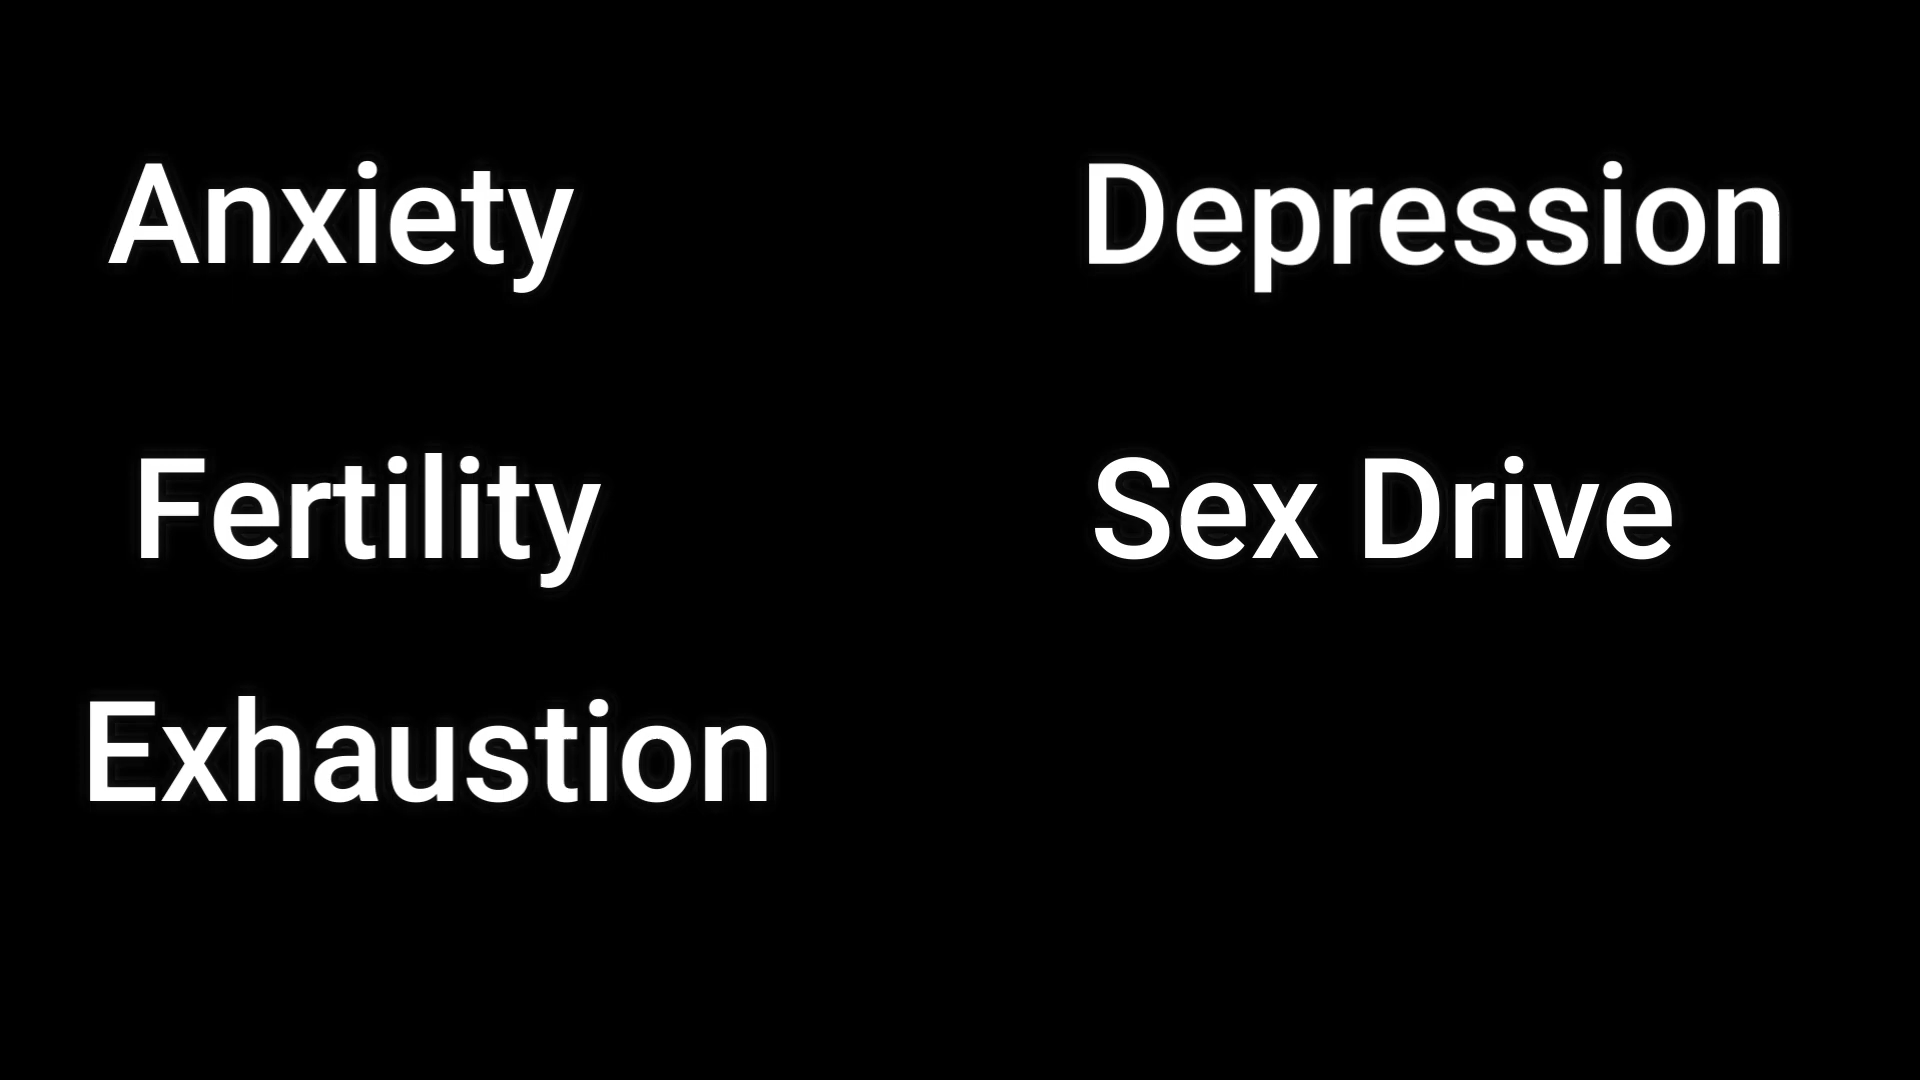 Anxiety
Depression
Fertility
Sex Drive
Exhaustion